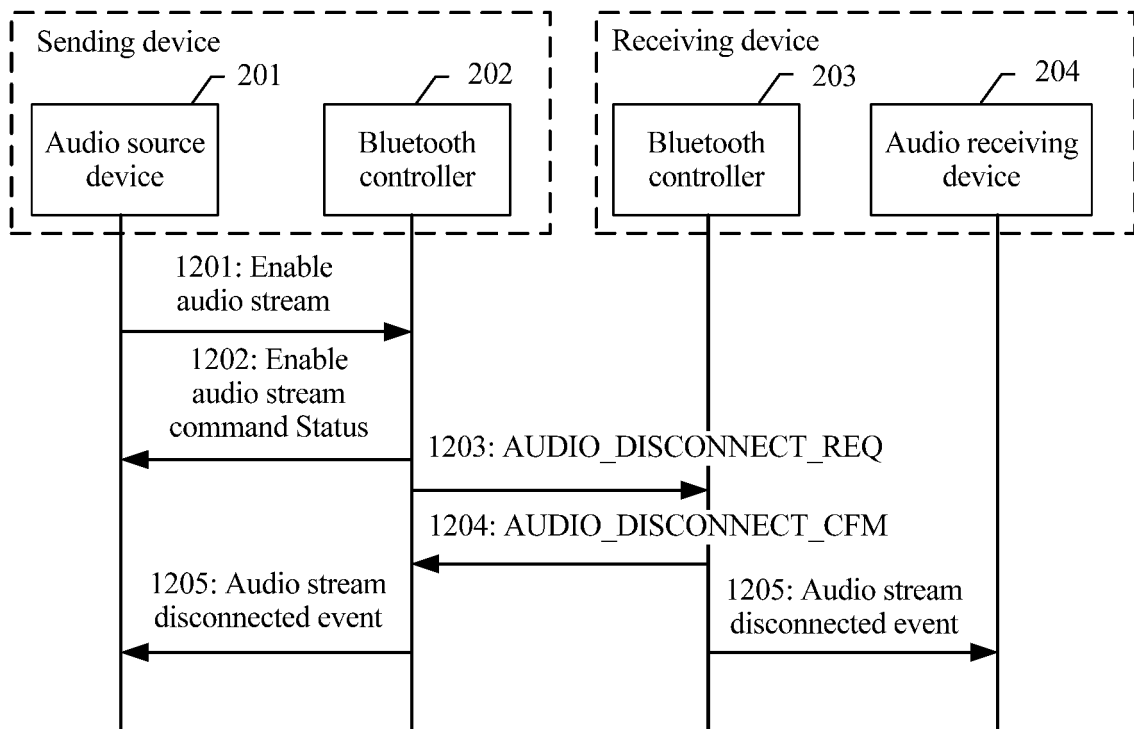 Sending device
Receiving device
201
202
203
204
Audio source
device
Bluetooth
controller
Bluetooth
controller
Audio receiving
device
1201: Enable
audio stream
1202: Enable
audio stream
command Status
1203: AUDIO_DISCONNECT_REQ
1204: AUDIO_DISCONNECT_CFM
1205: Audio stream
disconnected event
1205: Audio stream
disconnected event